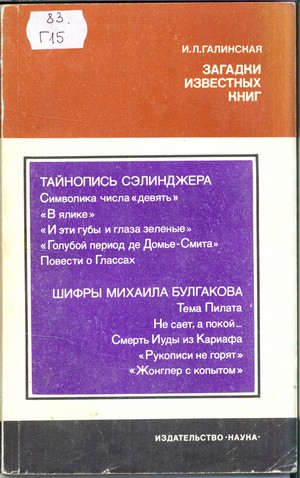 83.
Г15
И.Л.ГАЛИНСКАЯ
ЗАГАДКИ
ИЗВЕСТНЫХ
КНИГ
ТАЙНОПИСЬ СЭЛИНДЖЕРА
Символика числа «девять»
«В ялике»
«И эти губы и глаза зеленые»
«Голубой период де Домье-Смита»
Повести о Глассах
ШИФРЫ МИХАИЛА БУЛГАКОВА
Тема Пилата
Не свет, а покой...
Смерть Иуды из Кариафа
«Рукописи не горят»
«Жонглер с копытом»
ИЗДАТЕЛЬСТВО ·НАУКА·